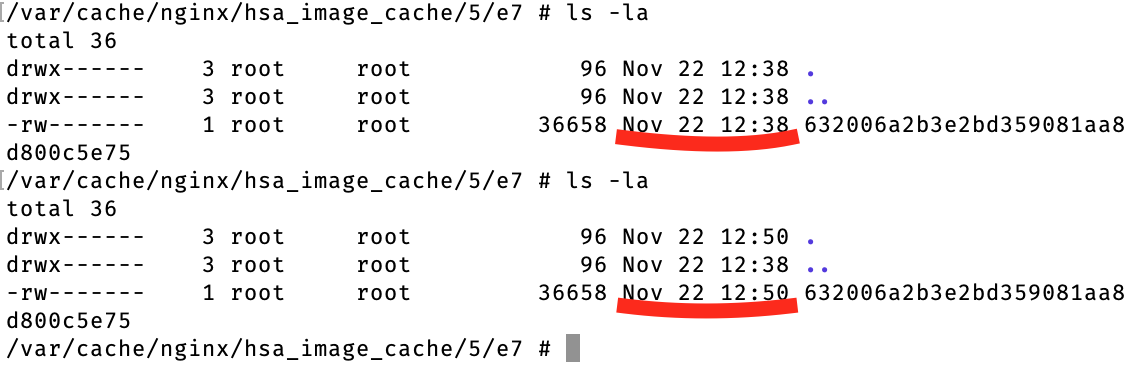 /var/cache/nginx/hsa_image_cache/5/e7 # ls -la
total 36
drwx------    3 root     root            96 Nov 22 12:38 .
drwx------    3 root     root            96 Nov 22 12:38 ..
-rw-------    1 root     root         36658 Nov 22 12:38 632006a2b3e2bd359081aa8
d800c5e75
/var/cache/nginx/hsa_image_cache/5/e7 # ls -la
total 36
drwx------    3 root     root            96 Nov 22 12:50 .
drwx------    3 root     root            96 Nov 22 12:38 ..
-rw-------    1 root     root         36658 Nov 22 12:50 632006a2b3e2bd359081aa8
d800c5e75
/var/cache/nginx/hsa_image_cache/5/e7 #